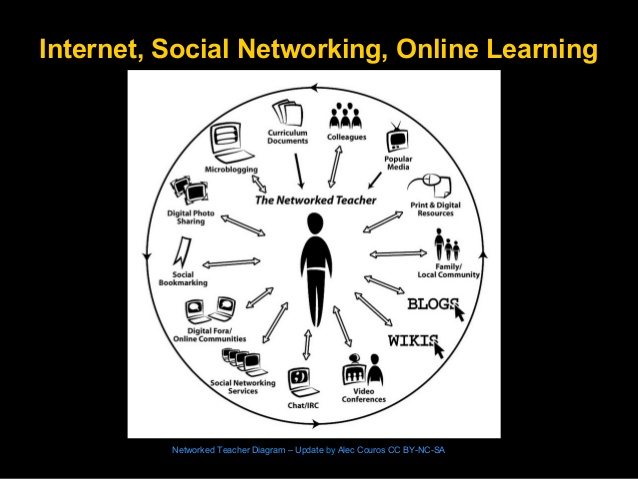 Internet, Social Networking, Online Learning
Curriculum
Documents
Colleagues
Popular
Media
Microblogging
The Networked Teacher
Print & Digital
Resources
Digital Photo
Sharing
Family/
Local Community
Social
Bookmarking
BLOGS
Digital Fora/
Online Communities
WIKIS
Social Networking
Services
Chat/IRC
Video
Conferences
Networked Teacher Diagram – Update by Alec Couros CC BY-NC-SA